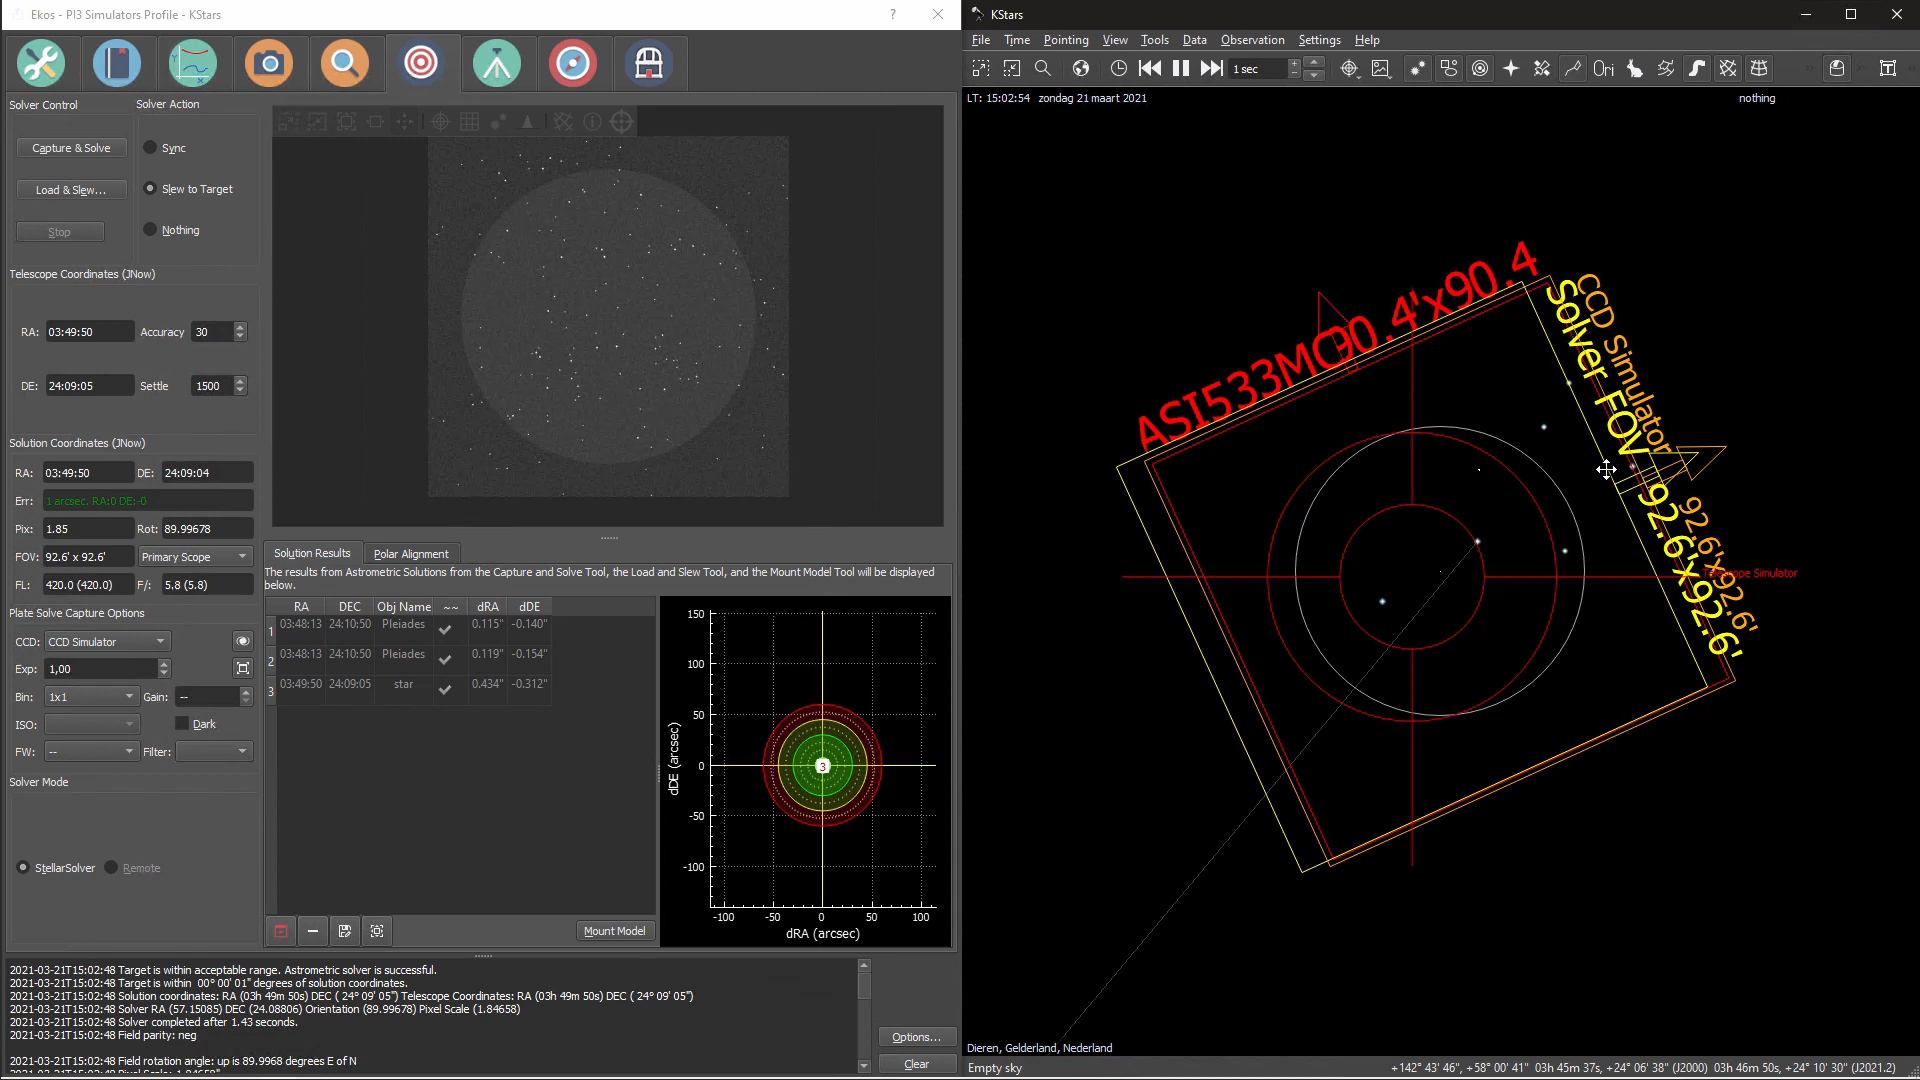 Ekos - PI3 Simulators Profile - KStars
?
Solver Control
Solver Action
Capture & Solve
Sync
Load & Slew...
Slew to Target
Stop
Nothing
Telescope Coordinates (JNow)
RA: 03:49:50 Accuracy 30
DE: 24:09:05 Settle 1500
Solution Coordinates (JNow)
RA: 03:49:50 DE: 24:09:04
Err: 1 arcsec. RA:0 DE:-0
Pix: 1.85 Rot: 89.99678
FOV: 92.6' x 92.6' Primary Scope
FL: 420.0 (420.0) F/: 5.8 (5.8)
Plate Solve Capture Options
CCD: CCD Simulator
Exp: 1,00
Bin: 1x1 Gain: --
ISO: Dark
FW: -- Filter:
Solver Mode
StellarSolver Remote
Solution Results Polar Alignment
The results from Astrometric Solutions from the Capture and Solve Tool, the Load and Slew Tool, and the Mount Model Tool will be displayed
below.
RA DEC Obj Name ~~ dRA dDE
1 03:48:13 24:10:50 Pleiades 0.115" -0.140"
2 03:48:13 24:10:50 Pleiades 0.119" -0.154"
3 03:49:50 24:09:05 star 0.434" -0.312"
Mount Model
150
100
50
0
-50
-100
dDE (arcsec)
3
-100 -50 0 50 100
dRA (arcsec)
2021-03-21T15:02:48 Target is within acceptable range. Astrometric solver is successful.
2021-03-21T15:02:48 Target is within 00° 00' 01" degrees of solution coordinates.
2021-03-21T15:02:48 Solution coordinates: RA (03h 49m 50s) DEC ( 24° 09' 05") Telescope Coordinates: RA (03h 49m 50s) DEC ( 24° 09' 05")
2021-03-21T15:02:48 Solver RA (57.15085) DEC (24.08806) Orientation (89.99678) Pixel Scale (1.84658)
2021-03-21T15:02:48 Solver completed after 1.43 seconds.
2021-03-21T15:02:48 Field parity: neg
2021-03-21T15:02:48 Field rotation angle: up is 89.9968 degrees E of N
Options...
Clear
KStars
File Time Pointing View Tools Data Observation Settings Help
1 sec
Ori
LT: 15:02:54 zondag 21 maart 2021
nothing
ASI533MC
90.4'x90.4
CCD Simulator
92.6'x92.6'
Solver FOV
92.6'x92.6'
Telescope Simulator
Dieren, Gelderland, Nederland
Empty sky
+142° 43' 46", +58° 00' 41" 03h 45m 37s, +24° 06' 38" (J2000) 03h 46m 50s, +24° 10' 30" (J2021.2)